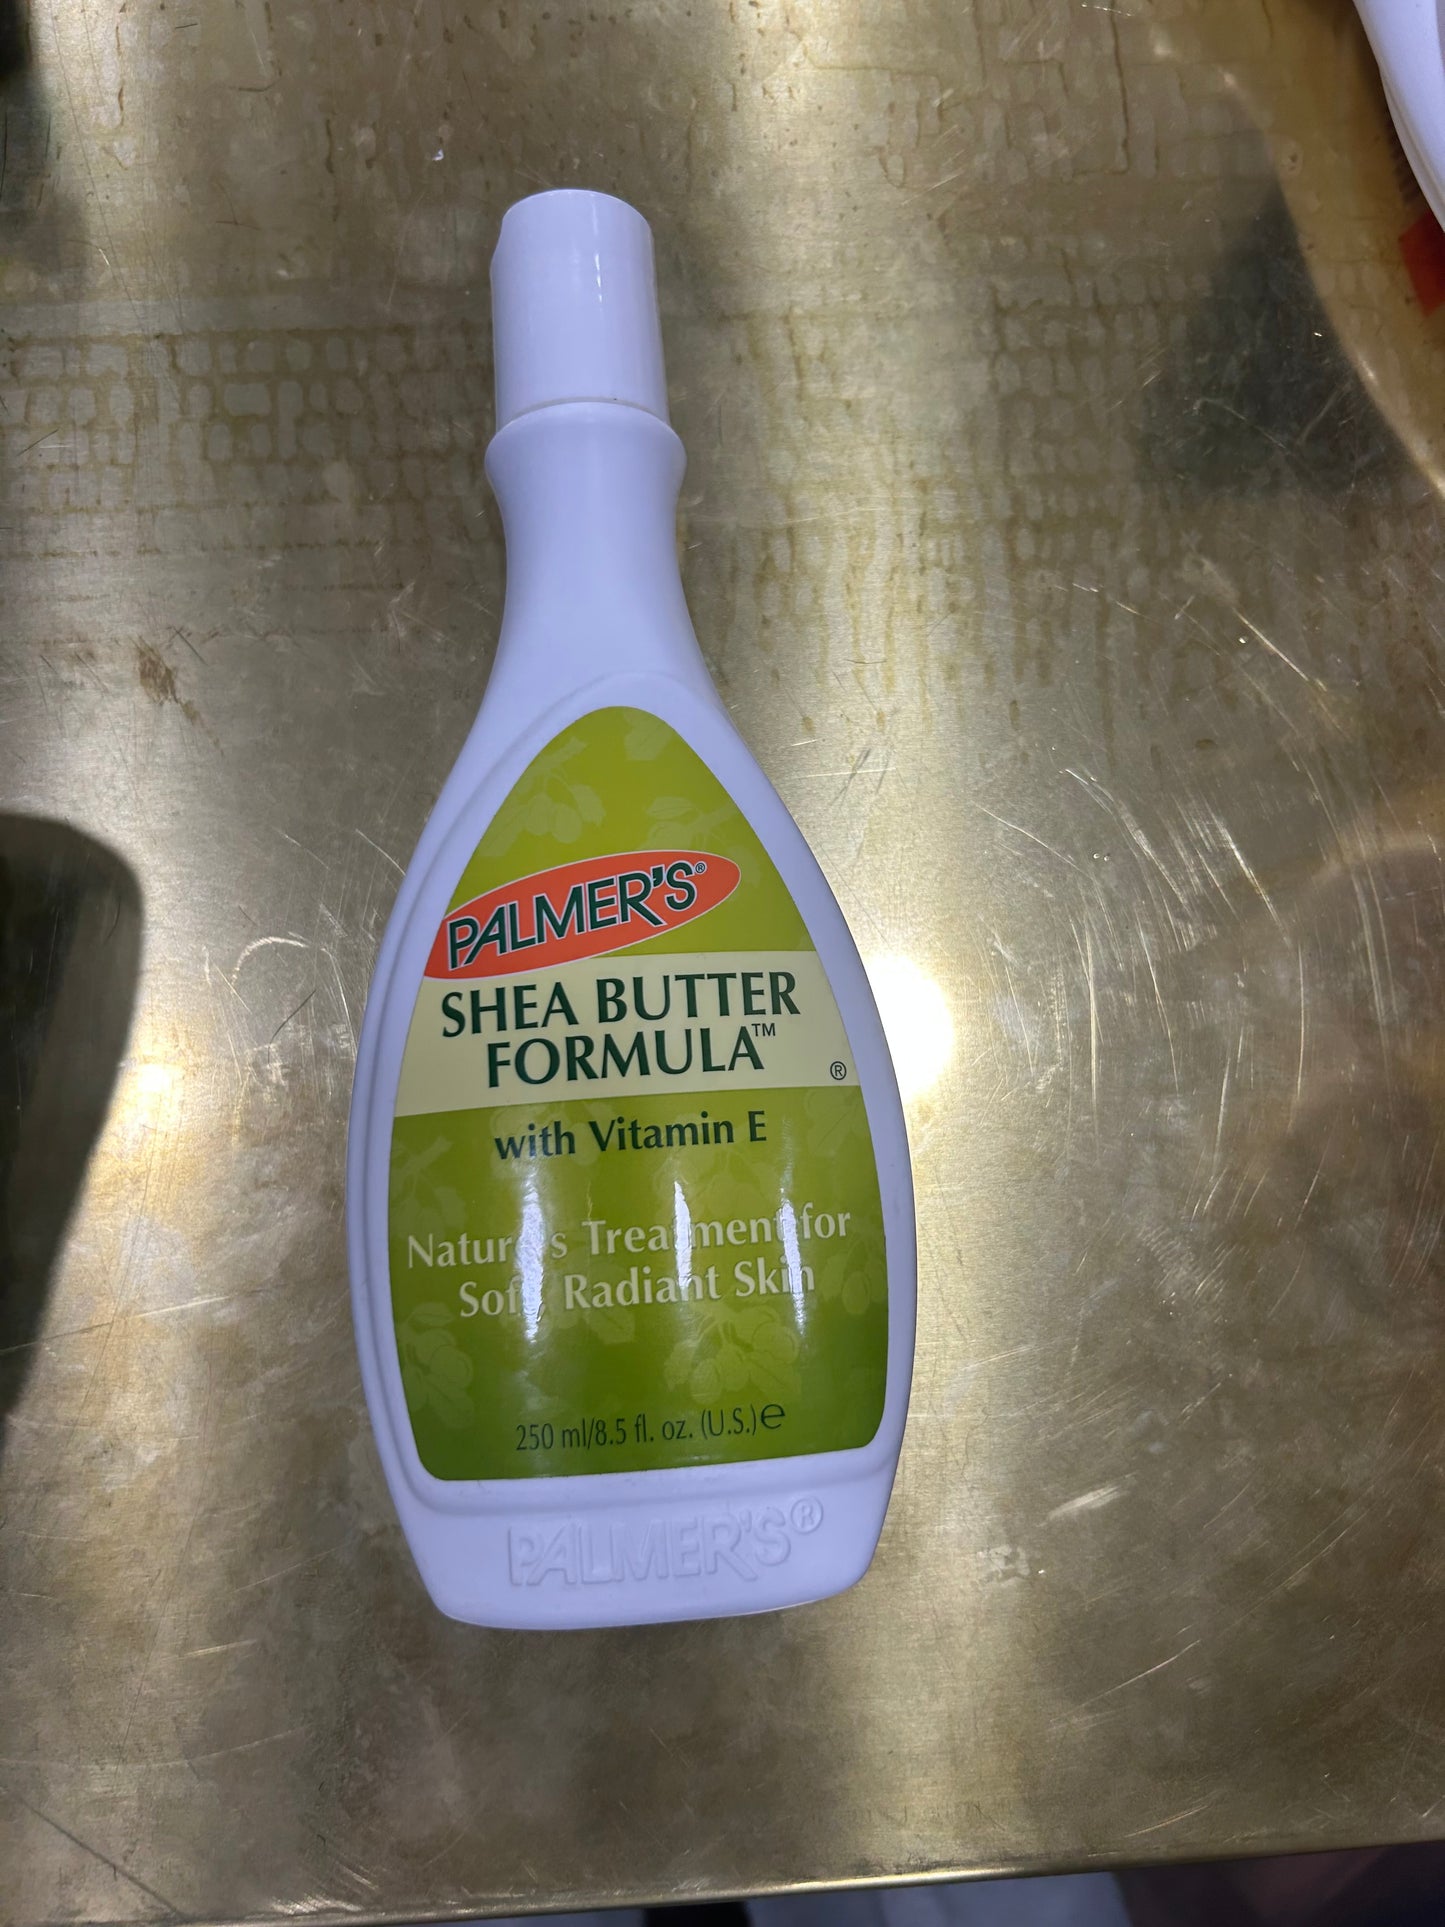 PALMER'S®
SHEA BUTTER
FORMULA™
®
with Vitamin E
Nature's Treatment for
Soft, Radiant Skin
250 ml/8.5 fl. oz. (U.S.)℮
PALMER'S®